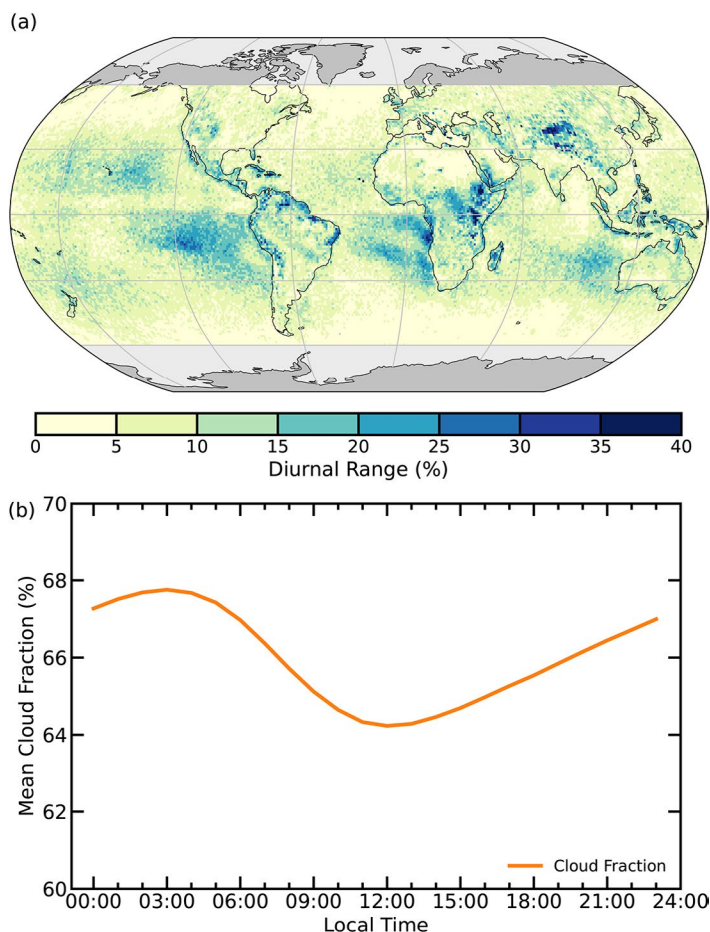 (a)
0 5 10 15 20 25 30 35 40
Diurnal Range (%)
(b)
70
68
66
64
62
60
Mean Cloud Fraction (%)
Cloud Fraction
00:00 03:00 06:00 09:00 12:00 15:00 18:00 21:00 24:00
Local Time